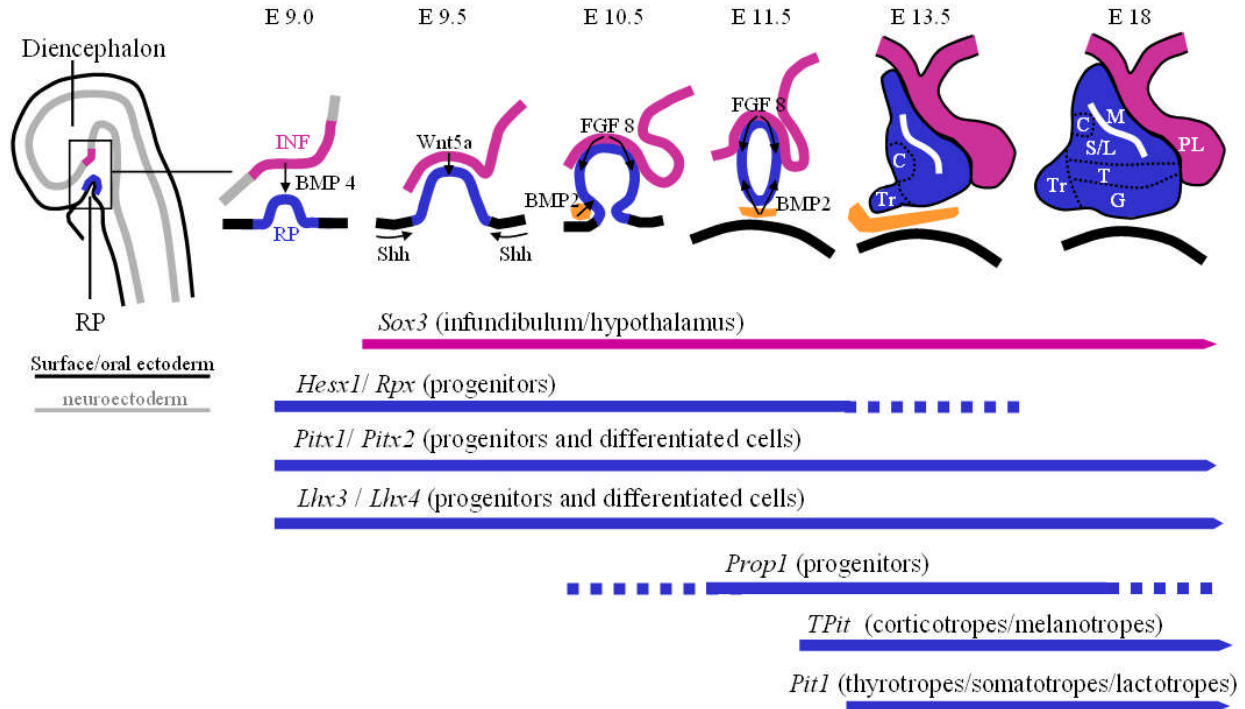 E 9.0
E 9.5
E 10.5
E 11.5
E 13.5
E 18
Diencephalon
RP
INF
BMP 4
RP
Wnt5a
Shh
Shh
FGF 8
BMP2
FGF 8
BMP2
C
Tr
C
M
S/L
PL
Tr
T
G
Surface/oral ectoderm
neuroectoderm
Sox3 (infundibulum/hypothalamus)
Hesx1/ Rpx (progenitors)
Pitx1/ Pitx2 (progenitors and differentiated cells)
Lhx3 / Lhx4 (progenitors and differentiated cells)
Prop1 (progenitors)
TPit (corticotropes/melanotropes)
Pit1 (thyrotropes/somatotropes/lactotropes)